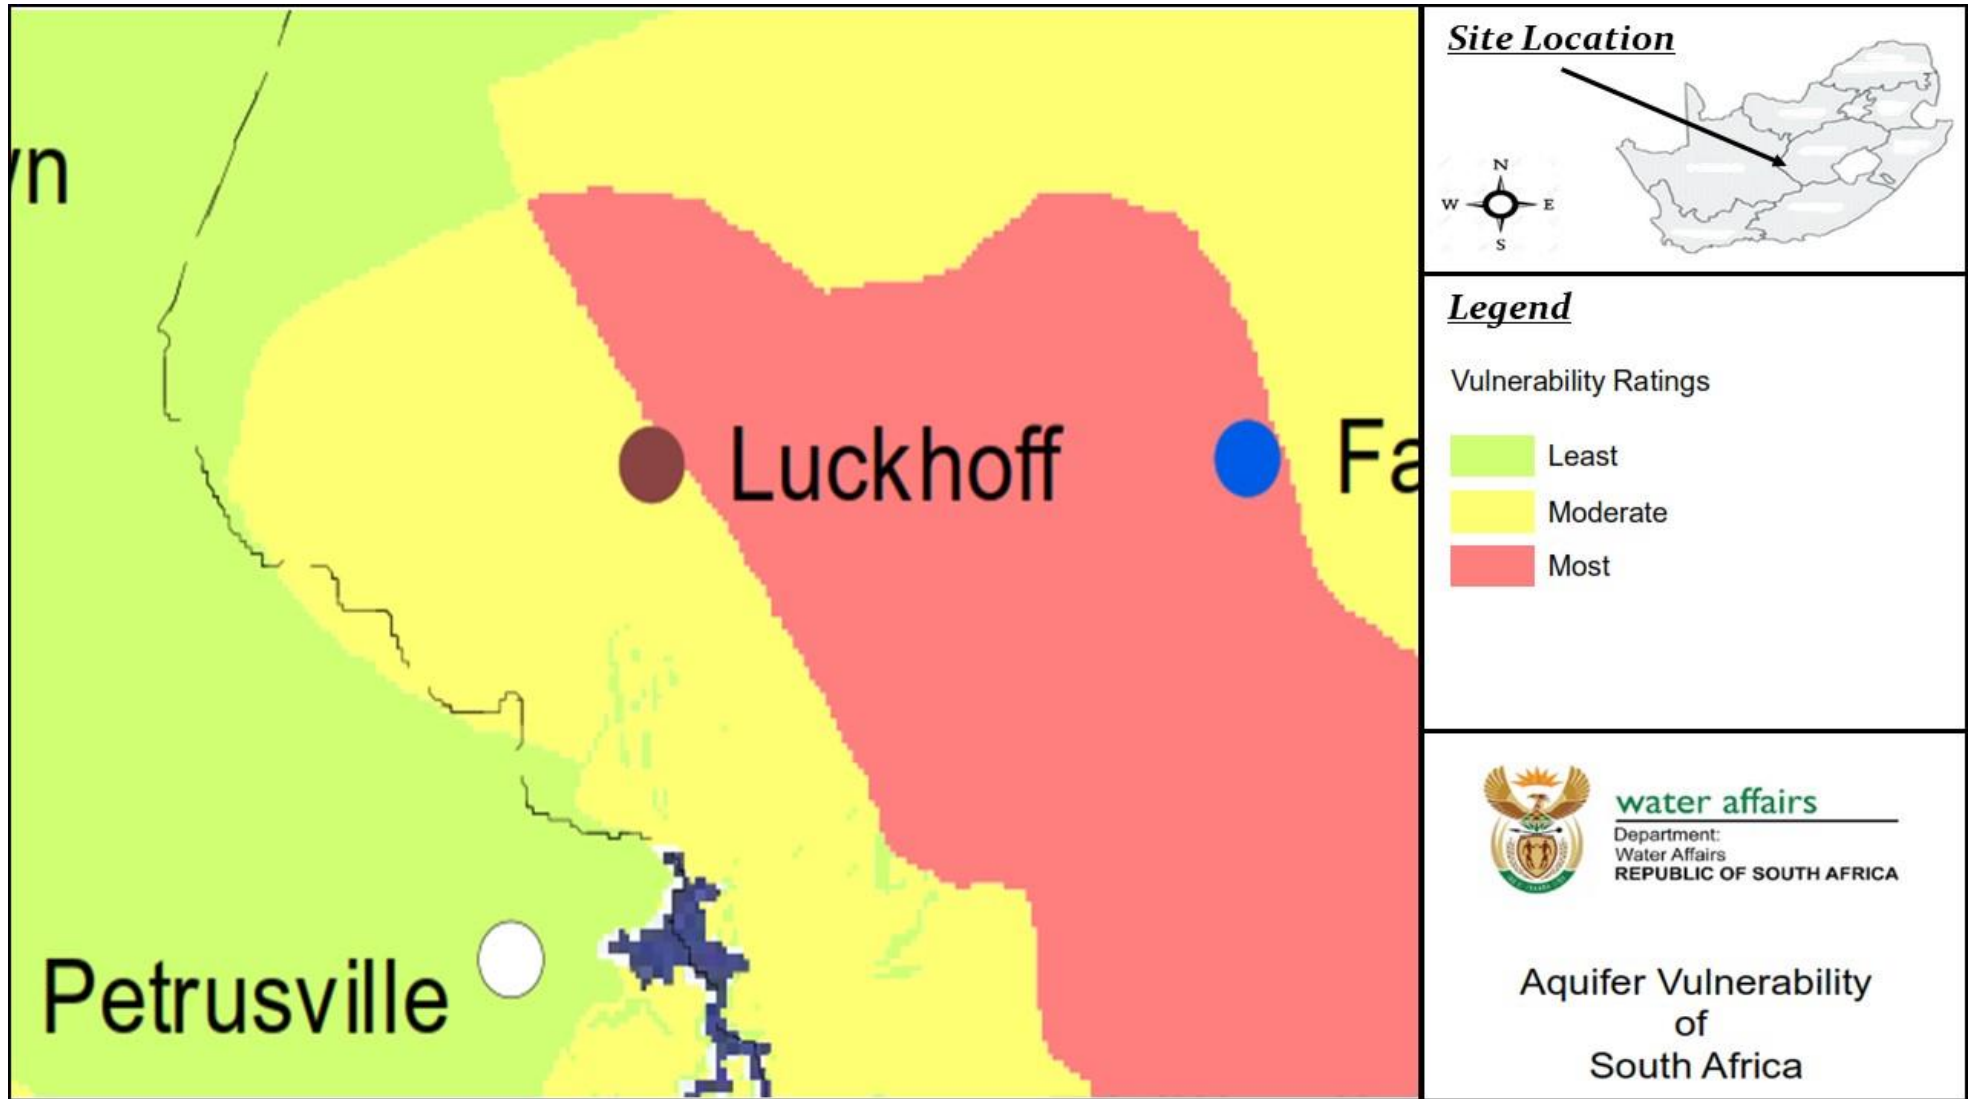 n
Luckhoff
Fa
Petrusville
Site Location
N
W
E
S
Legend
Vulnerability Ratings
Least
Moderate
Most
water affairs
Department:
Water Affairs
REPUBLIC OF SOUTH AFRICA
Aquifer Vulnerability
of
South Africa